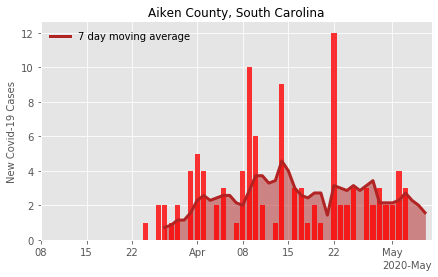 Aiken County, South Carolina
7 day moving average
New Covid-19 Cases
12
10
8
6
4
2
0
08 15 22 Apr 08 15 22 May
2020-May